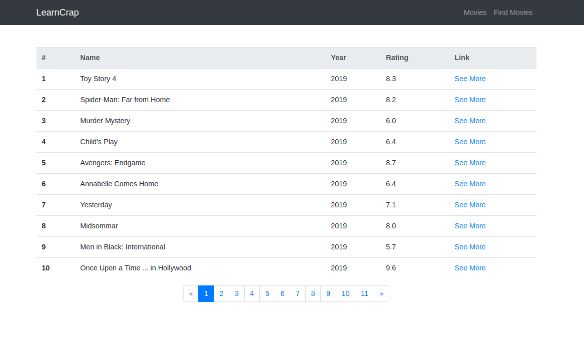 LearnCrap Movies Find Movies
# Name Year Rating Link
1 Toy Story 4 2019 8.3 See More
2 Spider-Man: Far from Home 2019 8.2 See More
3 Murder Mystery 2019 6.0 See More
4 Child's Play 2019 6.4 See More
5 Avengers: Endgame 2019 8.7 See More
6 Annabelle Comes Home 2019 6.4 See More
7 Yesterday 2019 7.1 See More
8 Midsommar 2019 8.0 See More
9 Men in Black: International 2019 5.7 See More
10 Once Upon a Time ... in Hollywood 2019 9.6 See More
« 1 2 3 4 5 6 7 8 9 10 11 »